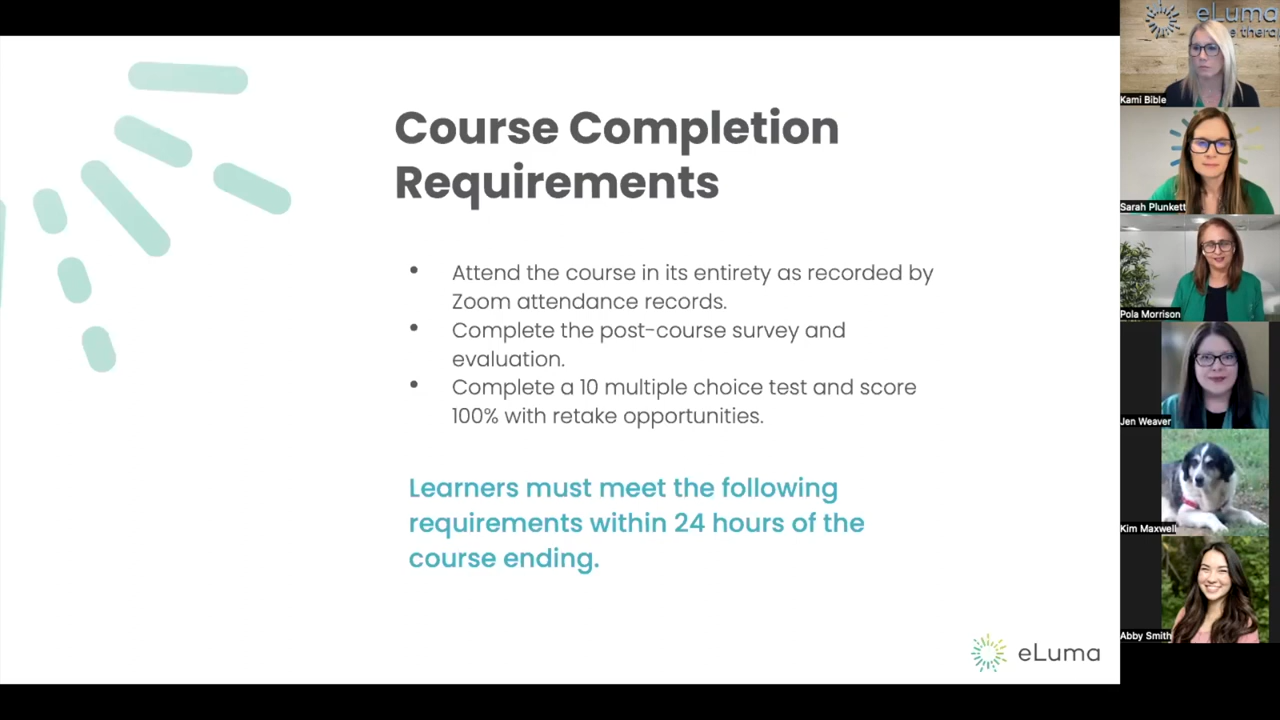 Course Completion
Requirements
• Attend the course in its entirety as recorded by
Zoom attendance records.
• Complete the post-course survey and
evaluation.
• Complete a 10 multiple choice test and score
100% with retake opportunities.
Learners must meet the following
requirements within 24 hours of the
course ending.
eLuma
eLuma
Kami Bible
Sarah Plunkett
Pola Morrison
Jen Weaver
Kim Maxwell
Abby Smith